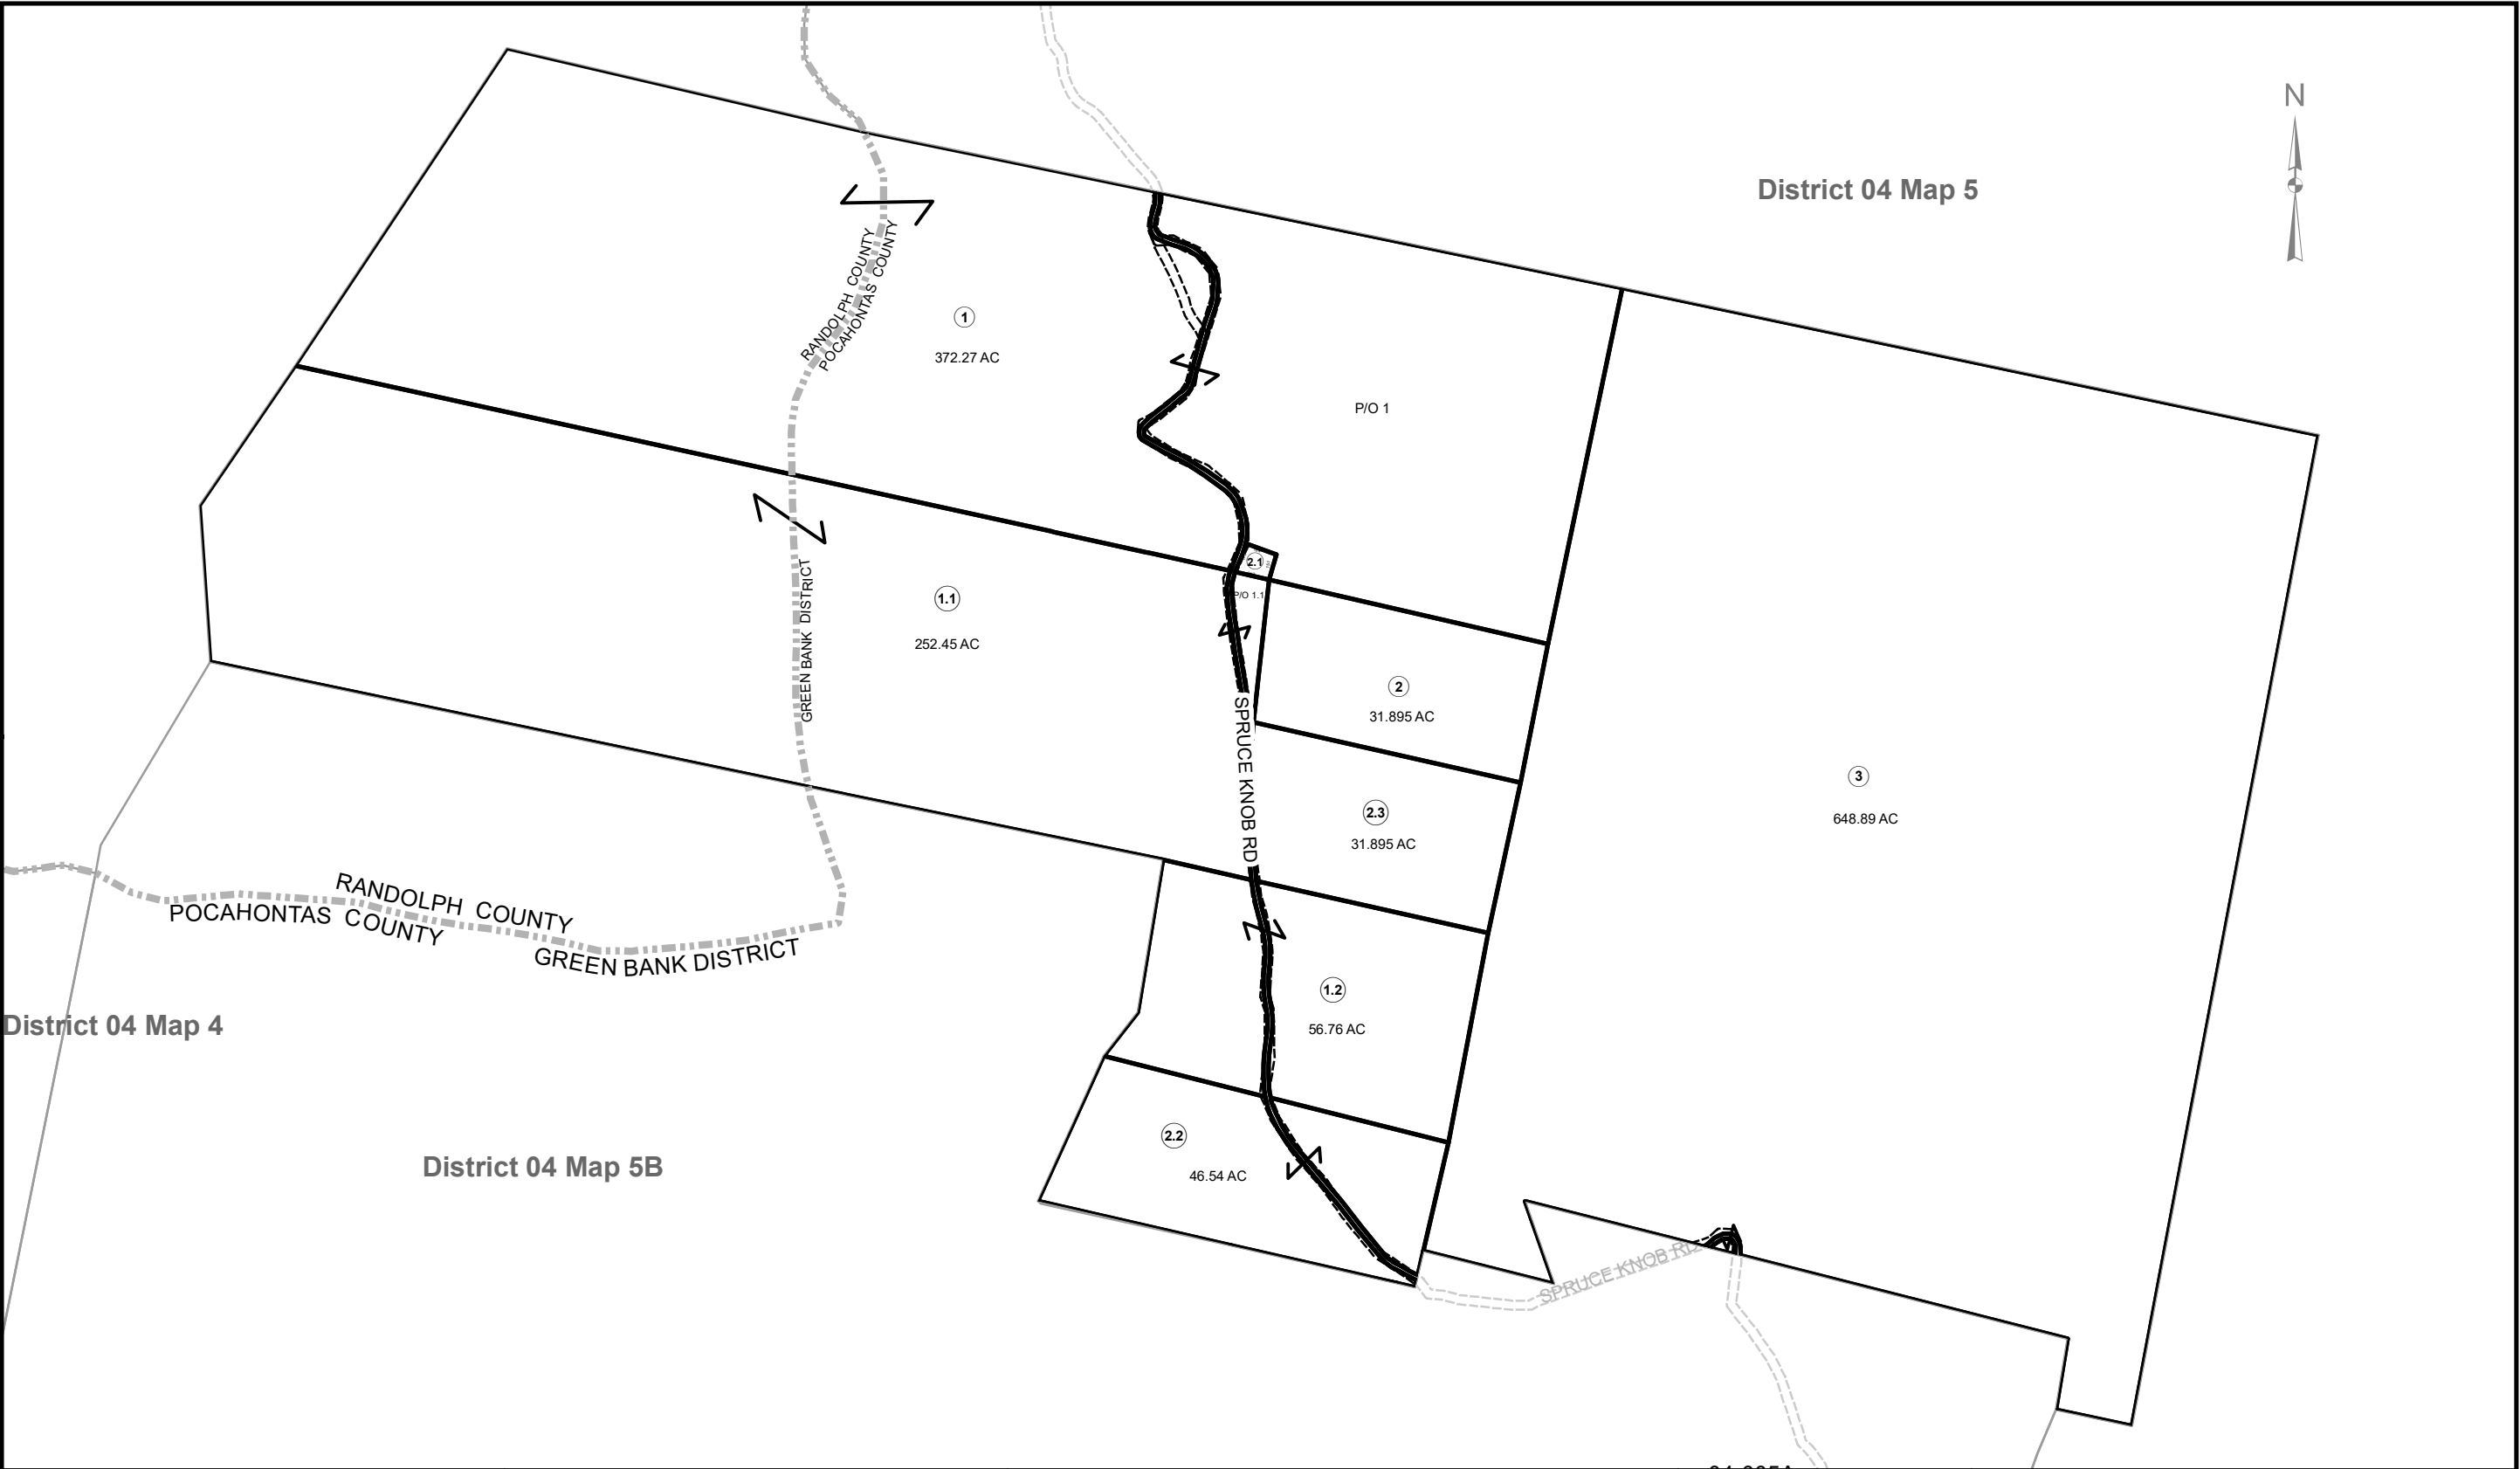 N
District 04 Map 5
RANDOLPH COUNTY
POCAHONTAS COUNTY
1
372.27 AC
P/O 1
2.1
P/O 1.1
1.1
252.45 AC
GREEN BANK DISTRICT
2
31.895 AC
SPRUCE KNOB RD
3
648.89 AC
2.3
31.895 AC
RANDOLPH COUNTY
POCAHONTAS COUNTY
GREEN BANK DISTRICT
1.2
56.76 AC
District 04 Map 4
2.2
46.54 AC
District 04 Map 5B
SPRUCE KNOB RD